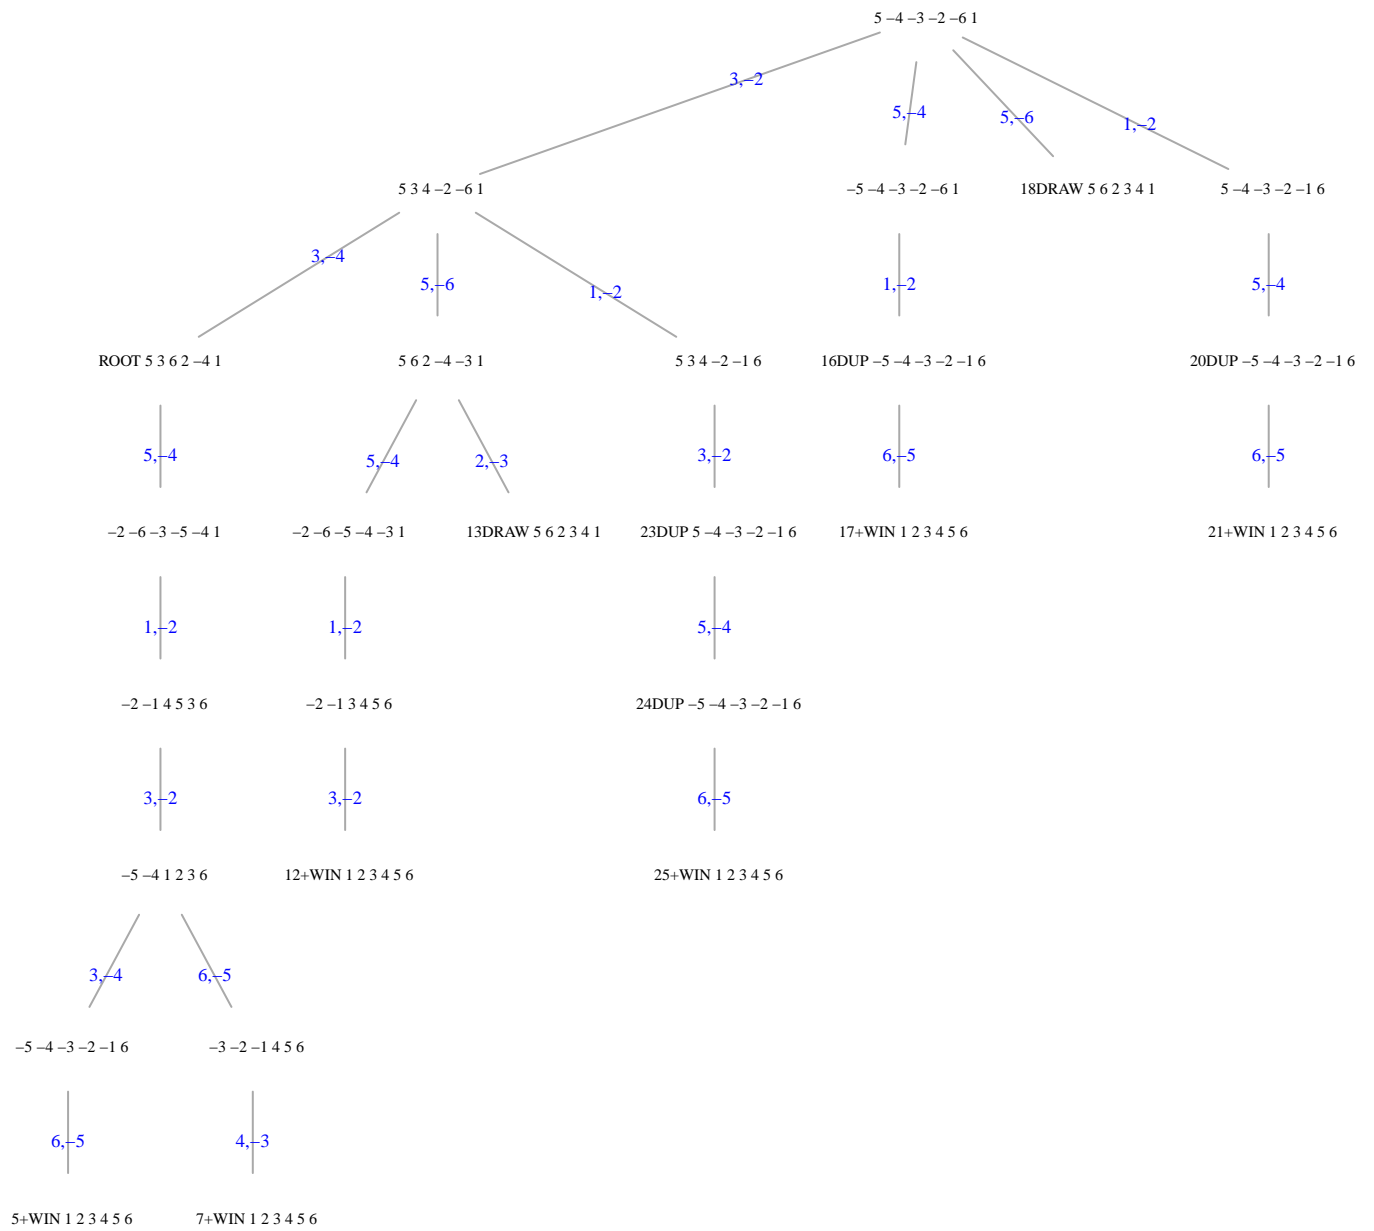 5 –4 –3 –2 –6 1
3,–2
5,–4
5,–6
1,–2
5 3 4 –2 –6 1
–5 –4 –3 –2 –6 1
18DRAW 5 6 2 3 4 1
5 –4 –3 –2 –1 6
3,–4
5,–6
1,–2
1,–2
5,–4
ROOT 5 3 6 2 –4 1
5 6 2 –4 –3 1
5 3 4 –2 –1 6
16DUP –5 –4 –3 –2 –1 6
20DUP –5 –4 –3 –2 –1 6
5,–4
5,–4
2,–3
3,–2
6,–5
6,–5
–2 –6 –3 –5 –4 1
–2 –6 –5 –4 –3 1
13DRAW 5 6 2 3 4 1
23DUP 5 –4 –3 –2 –1 6
17+WIN 1 2 3 4 5 6
21+WIN 1 2 3 4 5 6
1,–2
1,–2
5,–4
–2 –1 4 5 3 6
–2 –1 3 4 5 6
24DUP –5 –4 –3 –2 –1 6
3,–2
3,–2
6,–5
–5 –4 1 2 3 6
12+WIN 1 2 3 4 5 6
25+WIN 1 2 3 4 5 6
3,–4
6,–5
–5 –4 –3 –2 –1 6
–3 –2 –1 4 5 6
6,–5
4,–3
5+WIN 1 2 3 4 5 6
7+WIN 1 2 3 4 5 6